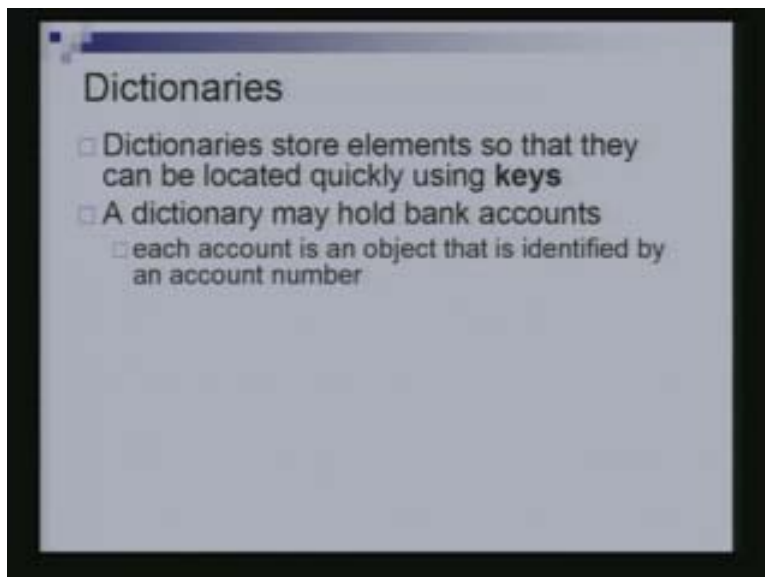 Dictionaries
Dictionaries store elements so that they
can be located quickly using keys
A dictionary may hold bank accounts
each account is an object that is identified by
an account number